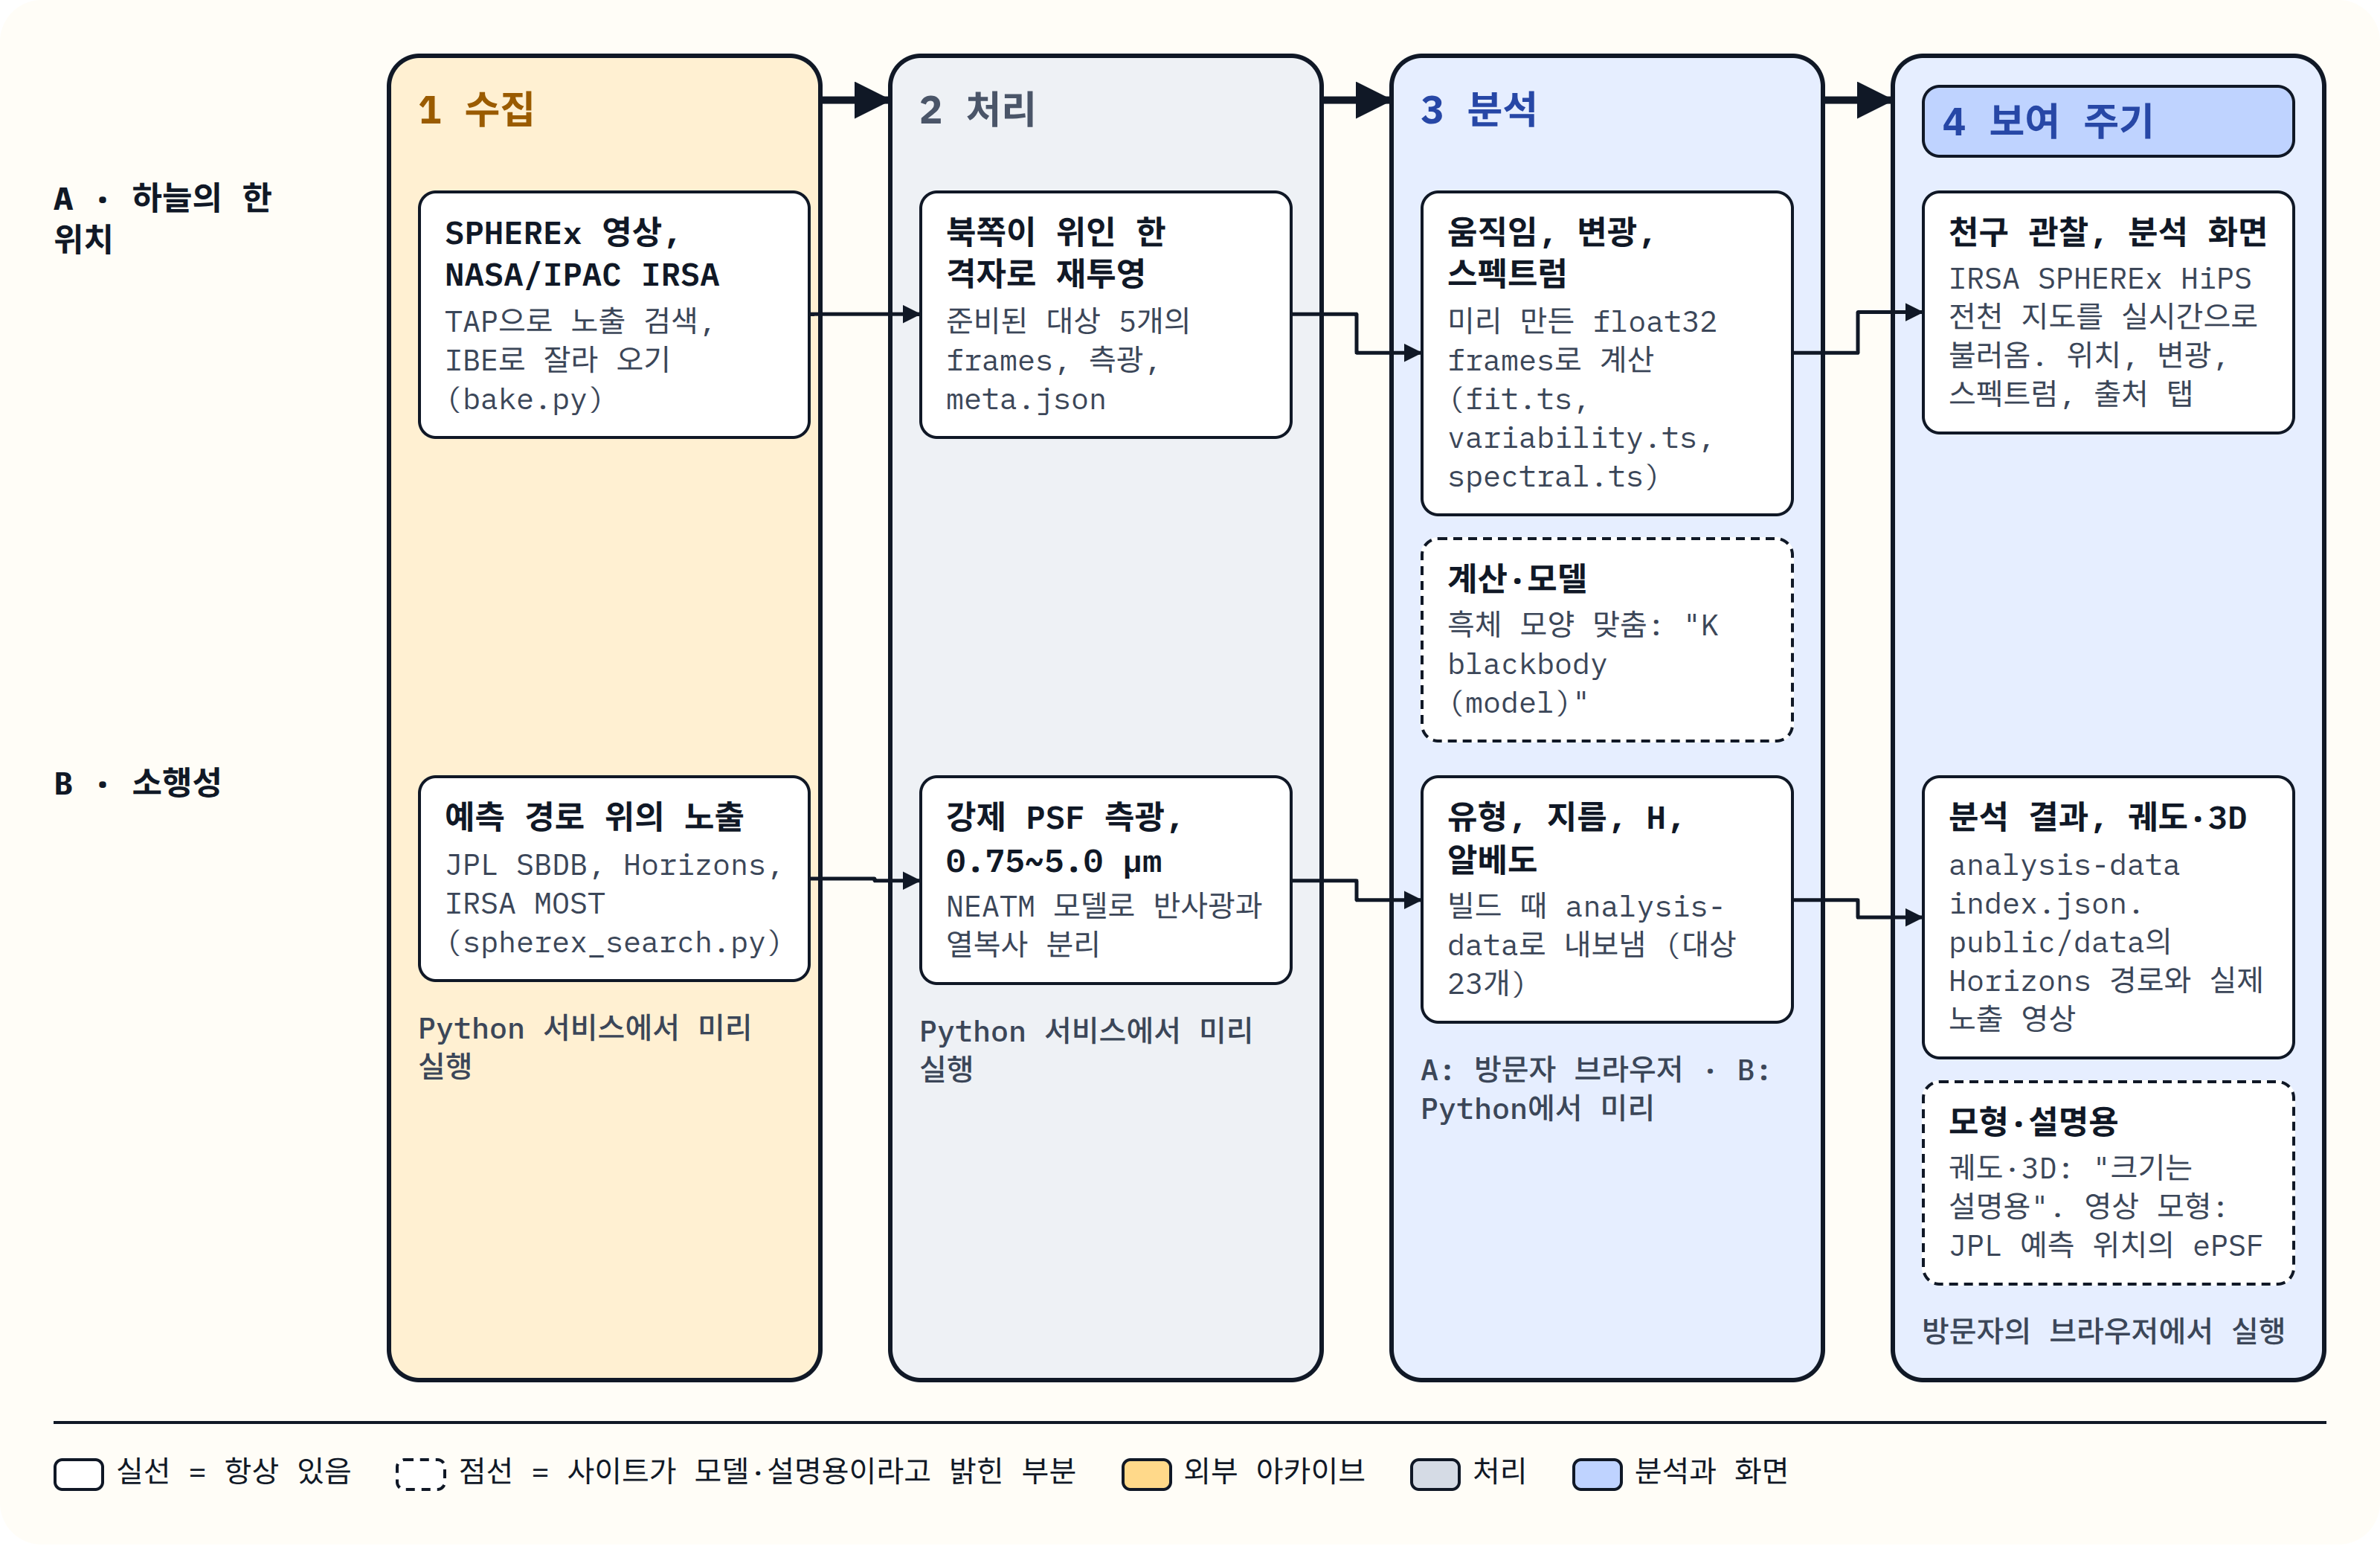 1 수집
2 처리
3 분석
4 보여 주기
A · 하늘의 한
위치
SPHEREx 영상,
NASA/IPAC IRSA
TAP으로 노출 검색,
IBE로 잘라 오기
(bake.py)
북쪽이 위인 한
격자로 재투영
준비된 대상 5개의
frames, 측광,
meta.json
움직임, 변광,
스펙트럼
미리 만든 float32
frames로 계산
(fit.ts,
variability.ts,
spectral.ts)
계산·모델
흑체 모양 맞춤: "K
blackbody
(model)"
천구 관찰, 분석 화면
IRSA SPHEREx HiPS
전천 지도를 실시간으로
불러옴. 위치, 변광,
스펙트럼, 출처 탭
B · 소행성
예측 경로 위의 노출
JPL SBDB, Horizons,
IRSA MOST
(spherex_search.py)
Python 서비스에서 미리
실행
강제 PSF 측광,
0.75~5.0 μm
NEATM 모델로 반사광과
열복사 분리
Python 서비스에서 미리
실행
유형, 지름, H,
알베도
빌드 때 analysis-
data로 내보냄 (대상
23개)
A: 방문자 브라우저 · B:
Python에서 미리
분석 결과, 궤도·3D
analysis-data
index.json.
public/data의
Horizons 경로와 실제
노출 영상
모형·설명용
궤도·3D: "크기는
설명용". 영상 모형:
JPL 예측 위치의 ePSF
방문자의 브라우저에서 실행
실선 = 항상 있음
점선 = 사이트가 모델·설명용이라고 밝힌 부분
외부 아카이브
처리
분석과 화면